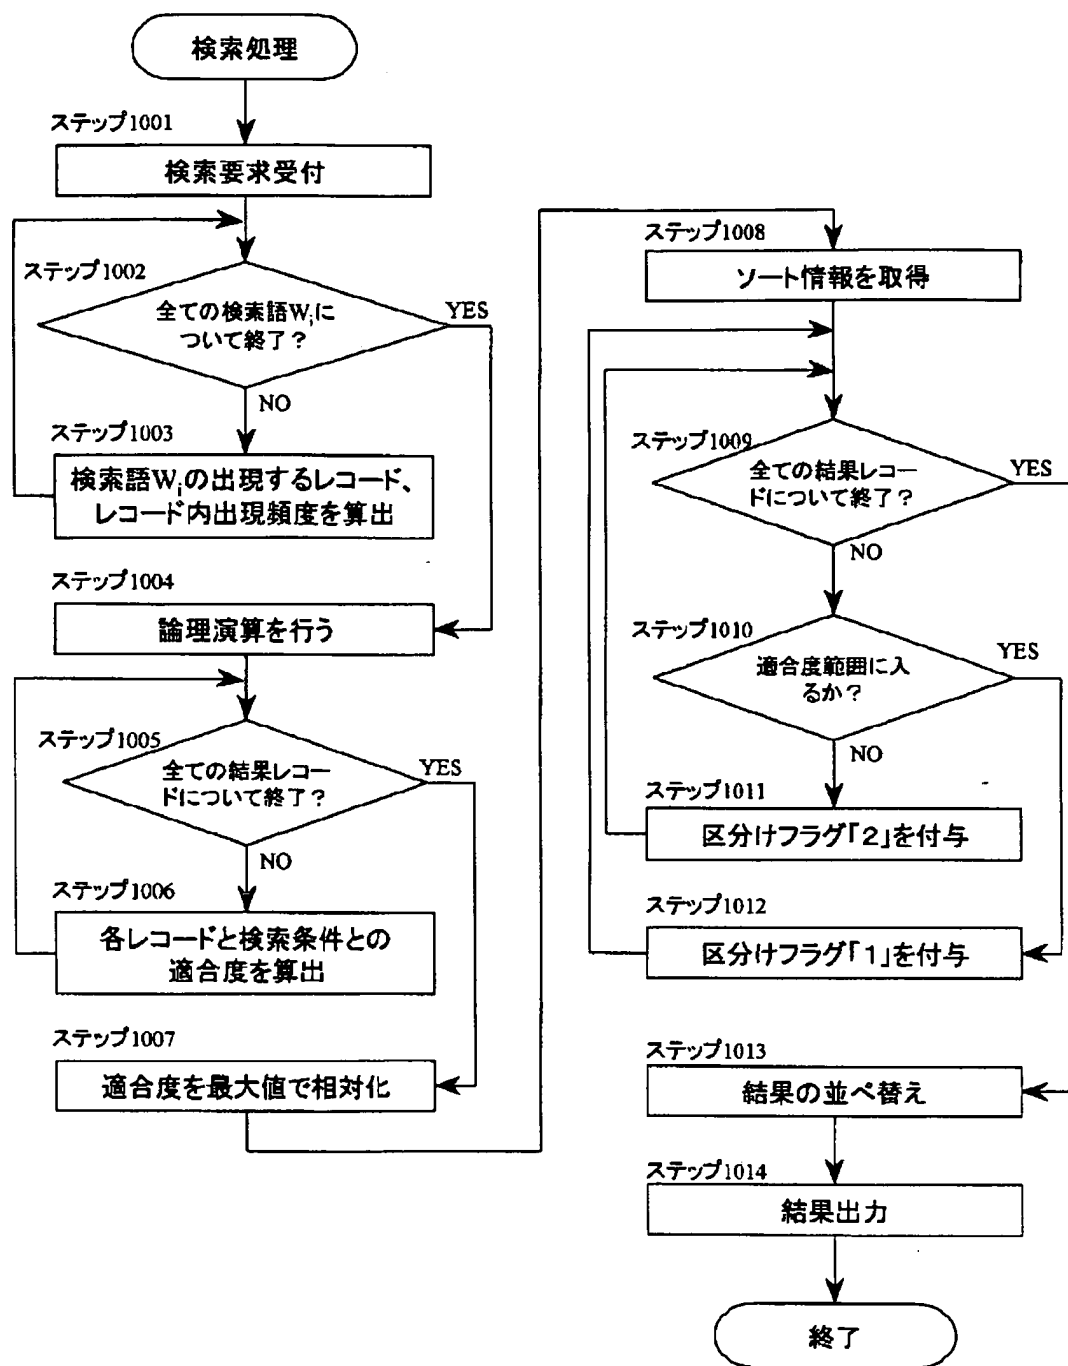 検索処理
ステップ1001
検索要求受付
ステップ1002
全ての検索語Wiに
ついて終了？
YES
NO
ステップ1003
検索語Wiの出現するレコード、
レコード内出現頻度を算出
ステップ1004
論理演算を行う
ステップ1005
全ての結果レコー
ドについて終了？
YES
NO
ステップ1006
各レコードと検索条件との
適合度を算出
ステップ1007
適合度を最大値で相対化
ステップ1008
ソート情報を取得
ステップ1009
全ての結果レコー
ドについて終了？
YES
NO
ステップ1010
適合度範囲に入
るか？
YES
NO
ステップ1011
区分けフラグ「2」を付与
ステップ1012
区分けフラグ「1」を付与
ステップ1013
結果の並べ替え
ステップ1014
結果出力
終了